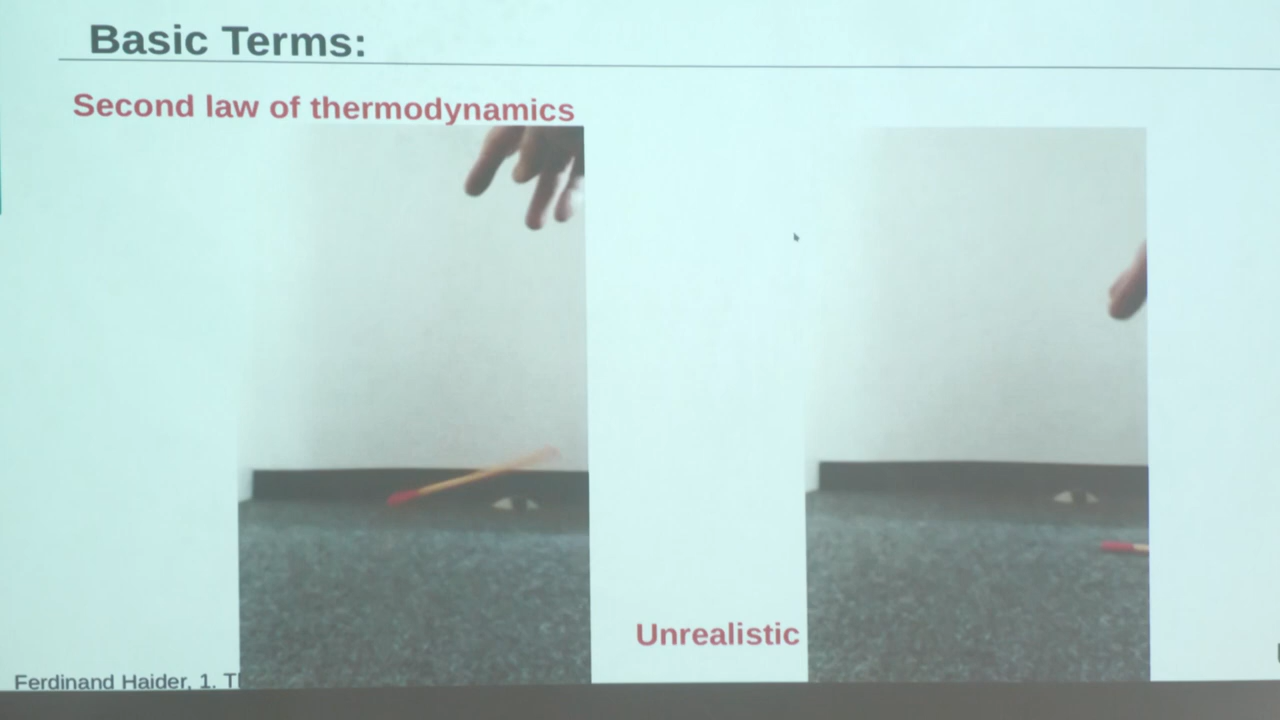 Basic Terms:
Second law of thermodynamics
Unrealistic
Ferdinand Haider, 1.